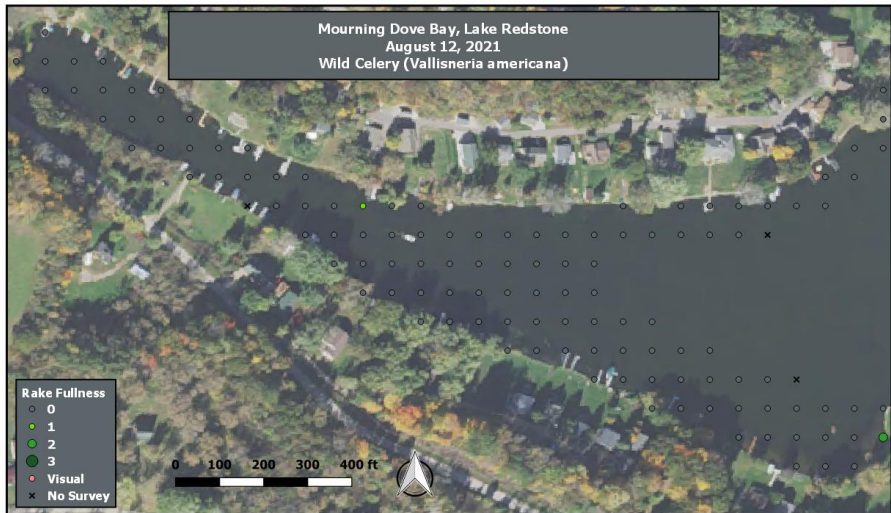 Mourning Dove Bay, Lake Redstone
August 12, 2021
Wild Celery (Vallisneria americana)
Rake Fullness
0
1
2
3
Visual
No Survey
0 100 200 300 400 ft